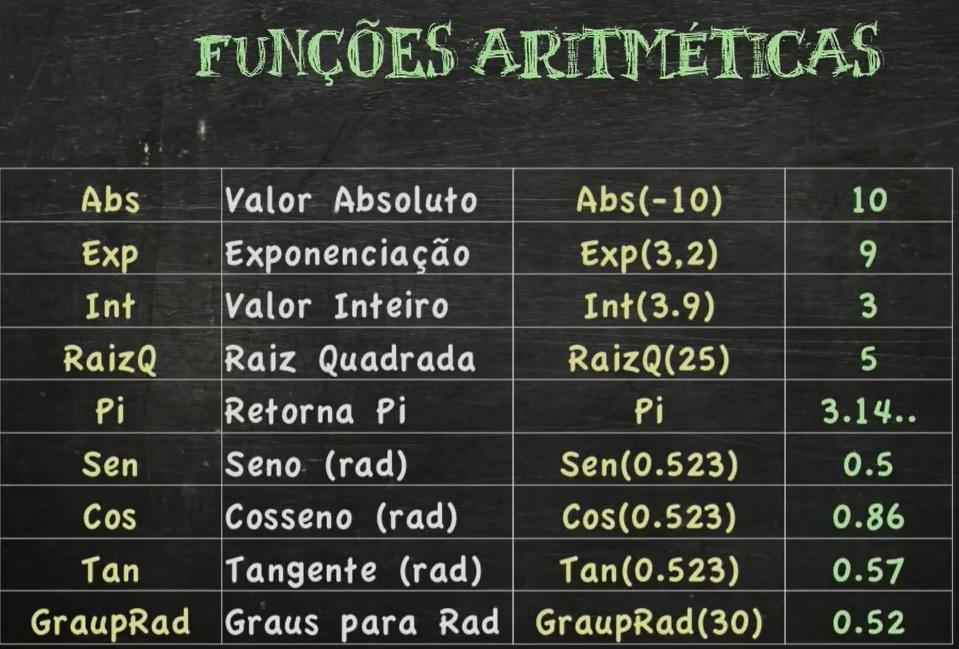 FUNÇÕES ARITMÉTICAS
Abs Valor Absoluto Abs(-10) 10
Exp Exponenciação Exp(3,2) 9
Int Valor Inteiro Int(3.9) 3
RaizQ Raiz Quadrada RaizQ(25) 5
Pi Retorna Pi Pi 3.14..
Sen Seno (rad) Sen(0.523) 0.5
Cos Cosseno (rad) Cos(0.523) 0.86
Tan Tangente (rad) Tan(0.523) 0.57
GraupRad Graus para Rad GraupRad(30) 0.52